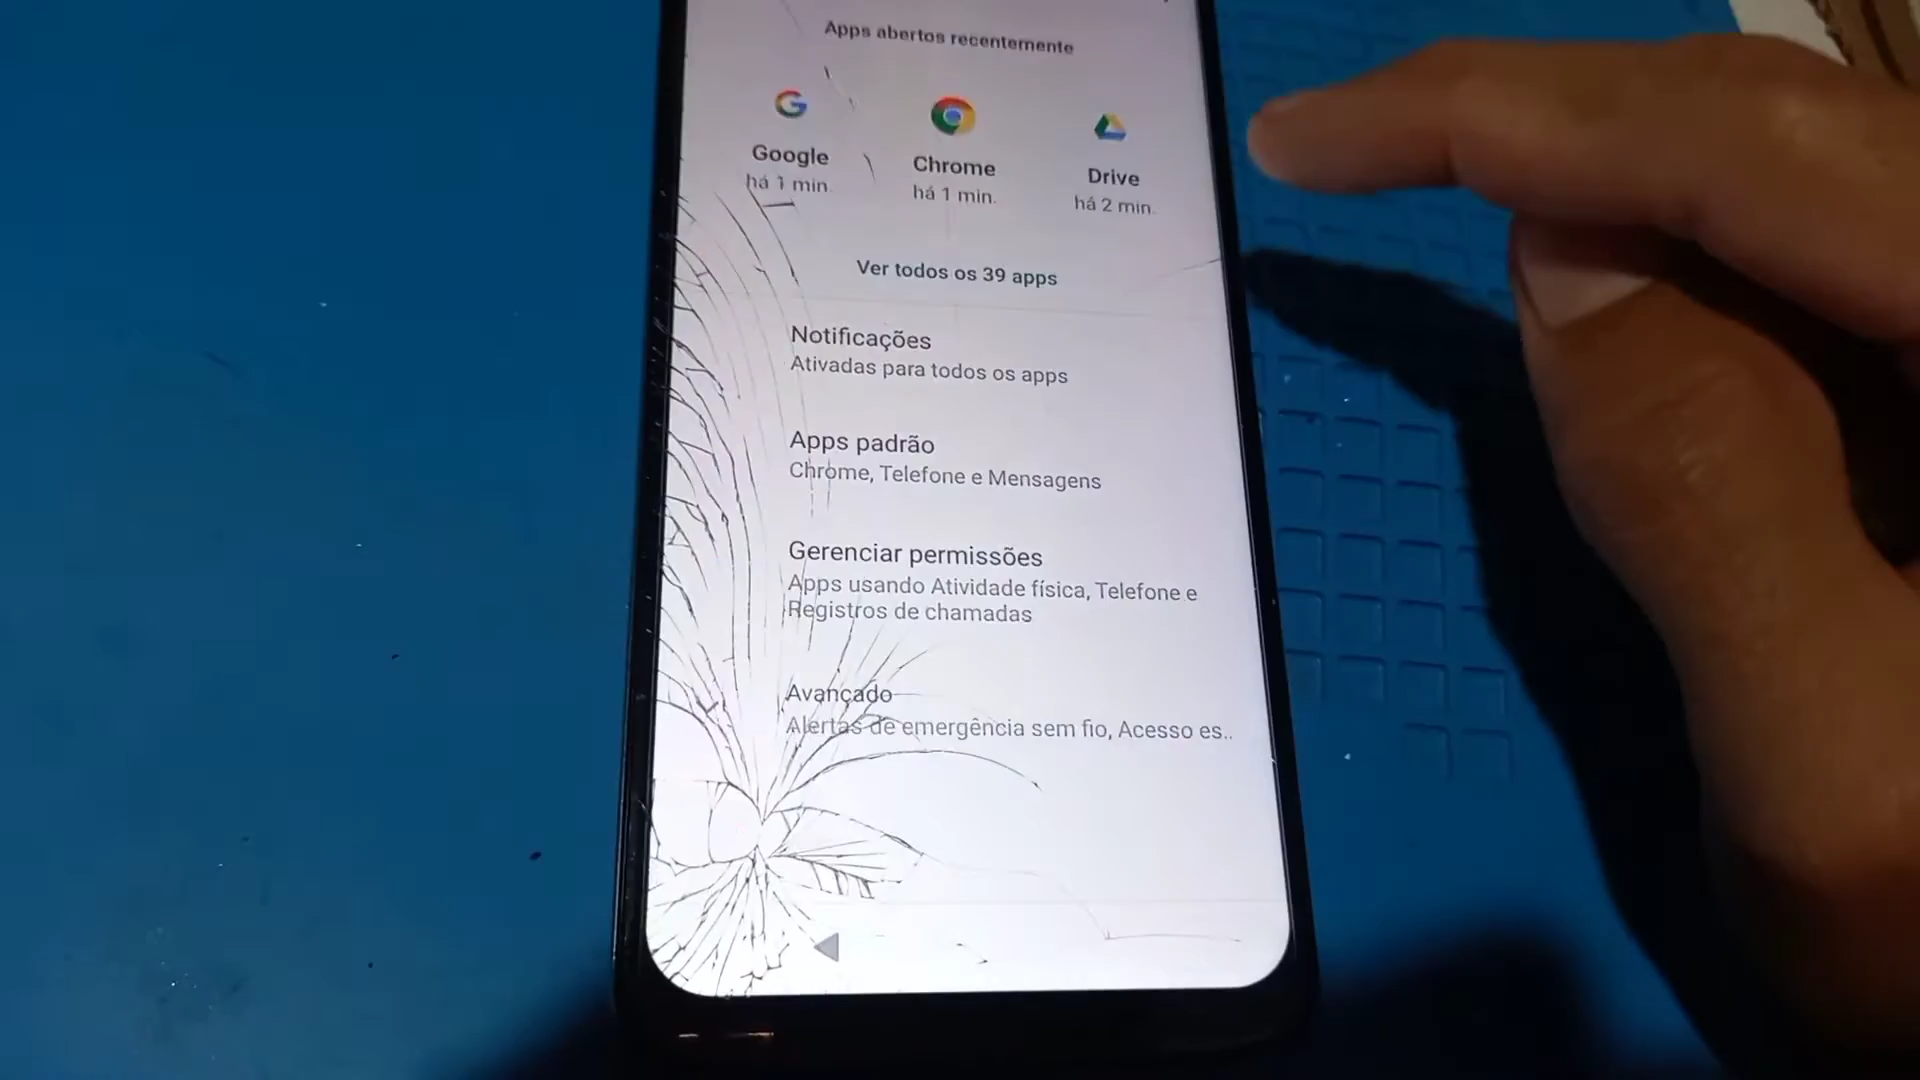 Apps abertos recentemente
Google
há 1 min.
Chrome
há 1 min.
Drive
há 2 min.
Ver todos os 39 apps
Notificações
Ativadas para todos os apps
Apps padrão
Chrome, Telefone e Mensagens
Gerenciar permissões
Apps usando Atividade física, Telefone e
Registros de chamadas
Avançado
Alertas de emergência sem fio, Acesso es..